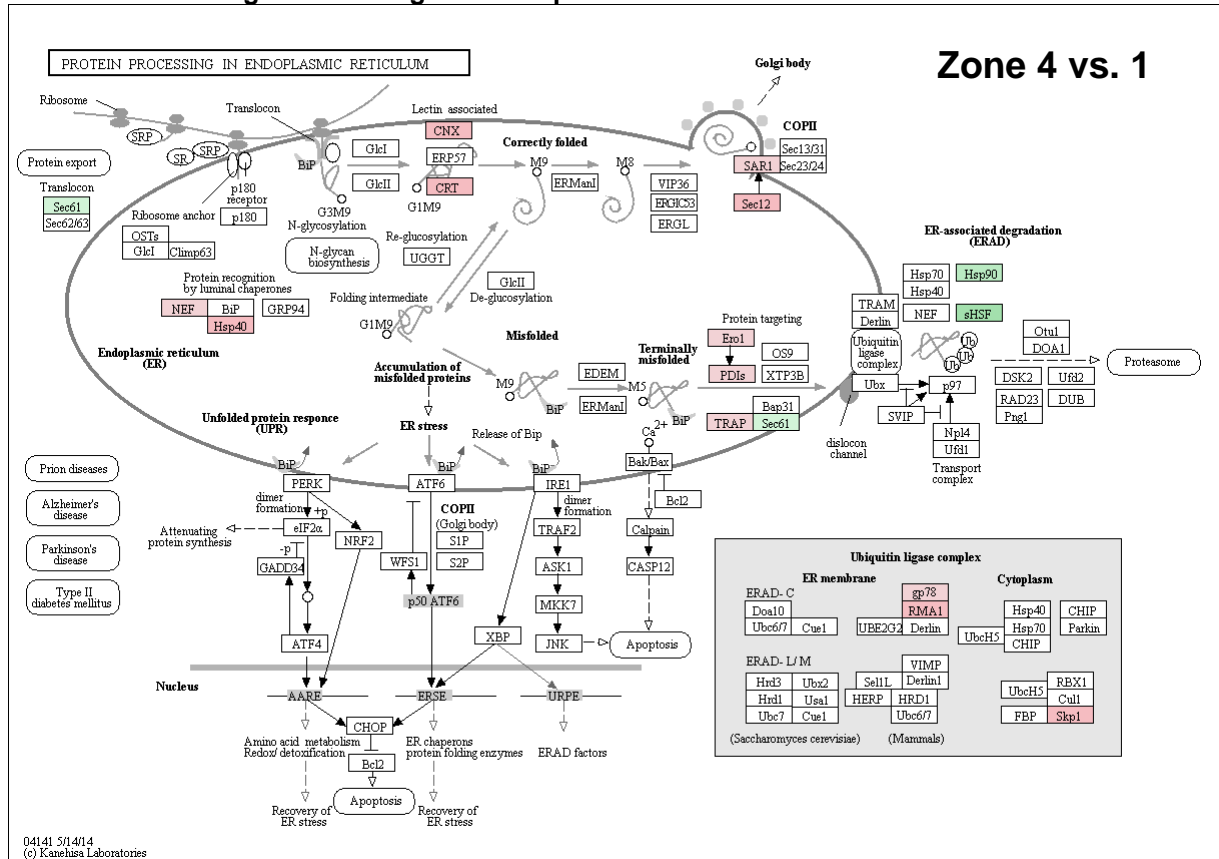 Zone 4 vs. 1
PROTEIN PROCESSING IN ENDOPLASMIC RETICULUM
Golgi body
Ribosome
SRP
SR
SRP
Translocon
BiP
Lectin associated
CNX
GlcI
ERP57
GlcII
CRT
G3M9
G1M9
N-glycosylation
N-glycan
biosynthesis
Correctly folded
M9
ERManI
M8
VIP36
ERGIC53
ERGL
COPII
Sec13/31
SAR1
Sec23/24
Sec12
Protein export
Translocon
Sec61
Sec62/63
p180
receptor
p180
Ribosome anchor
OSTs
GlcI
Climp63
Re-glucosylation
UGGT
GlcII
De-glucosylation
Protein recognition
by luminal chaperones
NEF
BiP
GRP94
Hsp40
Folding intermediate
G1M9
Endoplasmic reticulum
(ER)
ER-associated degradation
(ERAD)
Hsp70
Hsp90
Hsp40
NEF
sHSF
TRAM
Derlin
Ubiquitin
ligase
complex
Ub
Ub
Ub
Otu1
DOA1
Proteasome
DSK2
Ufd2
RAD23
DUB
Png1
Ubx
p97
SVIP
Npl4
Ufd1
Transport
complex
dislocon
channel
Misfolded
Accumulation of
misfolded proteins
M9
BiP
EDEM
ERManI
Terminally
misfolded
M5
BiP
Protein targeting
Ero1
OS9
PDIs
XTP3B
Bap31
TRAP
Sec61
Ca2+
Unfolded protein responce
(UPR)
ER stress
Release of Bip
BiP
BiP
BiP
PERK
ATF6
IRE1
Bak/Bax
Bcl2
Prion diseases
Alzheimer's
disease
Parkinson's
disease
Type II
diabetes mellitus
dimer
formation
+p
eIF2α
Attenuating
protein synthesis
-p
GADD34
NRF2
ATF4
COPII
(Golgi body)
S1P
S2P
WFS1
p50 ATF6
dimer
formation
TRAF2
ASK1
MKK7
JNK
XBP
Calpain
CASP12
Apoptosis
Nucleus
AARE
ERSE
URPE
CHOP
Bcl2
Apoptosis
Amino acid metabolism
Redox/ detoxification
ER chaperons
protein folding enzymes
ERAD factors
Recovery of
ER stress
Recovery of
ER stress
Ubiquitin ligase complex
ER membrane
Cytoplasm
ERAD- C
Doa10
Ubc6/7
Cue1
gp78
RMA1
UBE2G2
Derlin
Hsp40
CHIP
UbcH5
Hsp70
Parkin
CHIP
ERAD- L/ M
Hrd3
Ubx2
Hrd1
Usa1
Ubc7
Cue1
VIMP
Sel1L
Derlin1
HERP
HRD1
Ubc6/7
UbcH5
RBX1
Cul1
FBP
Skp1
(Saccharomyces cerevisiae)
(Mammals)
04141 5/14/14
(c) Kanehisa Laboratories